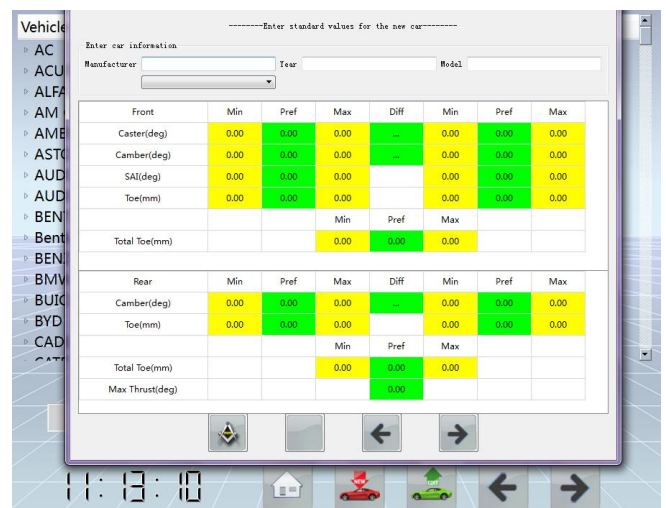 Vehicle
--------Enter standard values for the new car--------
Enter car information
Manufacturer Year Model
AC
ACU
ALFA
AM
AME
ASTO
AUD
AUD
BEN
Bent
BEN
BMW
BUIC
BYD
CAD
Front Min Pref Max Diff Min Pref Max
Caster(deg) 0.00 0.00 0.00 ... 0.00 0.00 0.00
Camber(deg) 0.00 0.00 0.00 ... 0.00 0.00 0.00
SAI(deg) 0.00 0.00 0.00 0.00 0.00 0.00
Toe(mm) 0.00 0.00 0.00 0.00 0.00 0.00
Min Pref Max
Total Toe(mm) 0.00 0.00 0.00
Rear Min Pref Max Diff Min Pref Max
Camber(deg) 0.00 0.00 0.00 ... 0.00 0.00 0.00
Toe(mm) 0.00 0.00 0.00 0.00 0.00 0.00
Min Pref Max
Total Toe(mm) 0.00 0.00 0.00
Max Thrust(deg) 0.00
NEW
EDIT
11:13:10